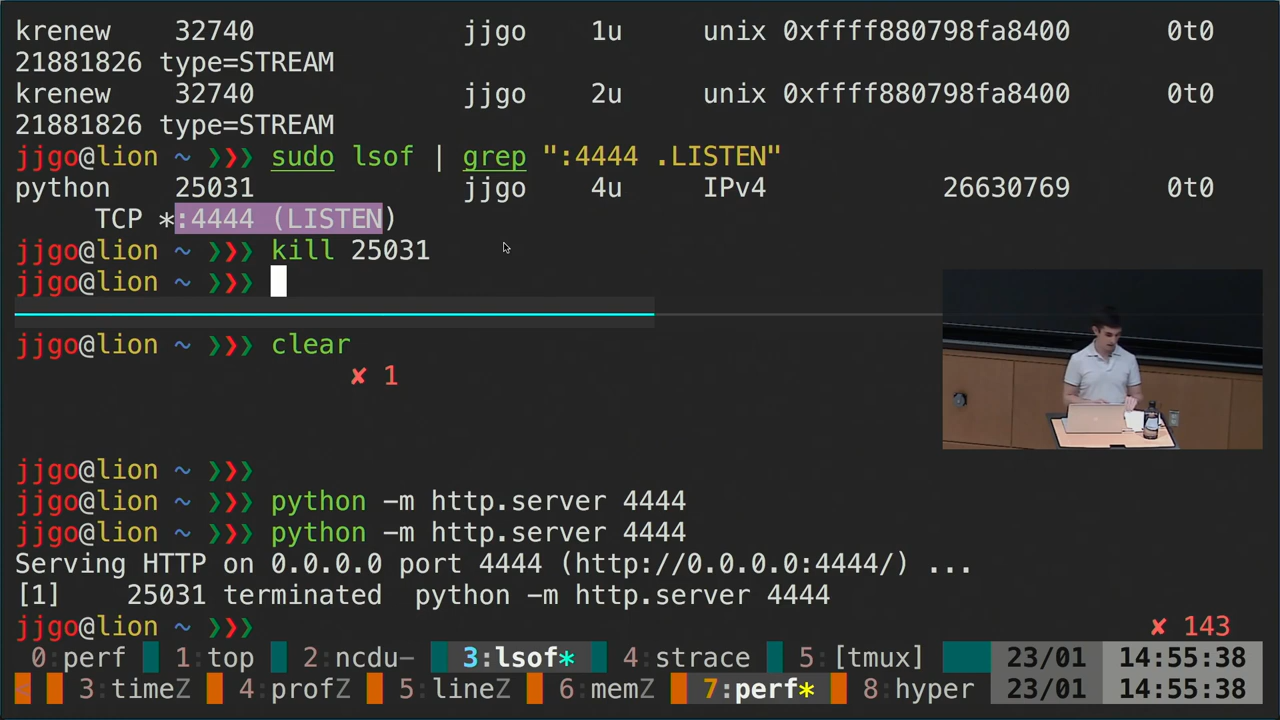 krenew 32740 jjgo 1u unix 0xffff880798fa8400 0t0
21881826 type=STREAM
krenew 32740 jjgo 2u unix 0xffff880798fa8400 0t0
21881826 type=STREAM
jjgo@lion ~ ❯❯❯ sudo lsof | grep ":4444 .LISTEN"
python 25031 jjgo 4u IPv4 26630769 0t0
TCP *:4444 (LISTEN)
jjgo@lion ~ ❯❯❯ kill 25031
jjgo@lion ~ ❯❯❯
jjgo@lion ~ ❯❯❯ clear
✘ 1
jjgo@lion ~ ❯❯❯
jjgo@lion ~ ❯❯❯ python -m http.server 4444
jjgo@lion ~ ❯❯❯ python -m http.server 4444
Serving HTTP on 0.0.0.0 port 4444 (http://0.0.0.0:4444/) ...
[1] 25031 terminated python -m http.server 4444
jjgo@lion ~ ❯❯❯ ✘ 143
0:perf 1:top 2:ncdu- 3:lsof* 4:strace 5:[tmux] 23/01 14:55:38
< 3:timeZ 4:profZ 5:lineZ 6:memZ 7:perf* 8:hyper 23/01 14:55:38